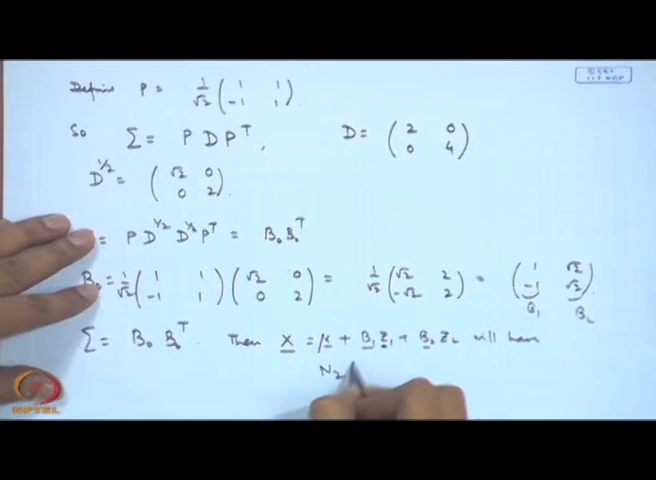 Define P = 1/√2 ( 1 1 ; -1 1 ).
So Σ = P D P^T, D = ( 2 0 ; 0 4 )
D^{1/2} = ( √2 0 ; 0 2 ).
= P D^{1/2} D^{1/2} P^T = B₀ B₀^T
B₀ = 1/√2 ( 1 1 ; -1 1 ) ( √2 0 ; 0 2 ) = 1/√2 ( √2 2 ; -√2 2 ) = ( 1 √2 ; -1 √2 ).
B₁ B₂
Σ = B₀ B₀^T Then X = μ + B₁ Z₁ + B₂ Z₂ will have
N₂
NPTEL